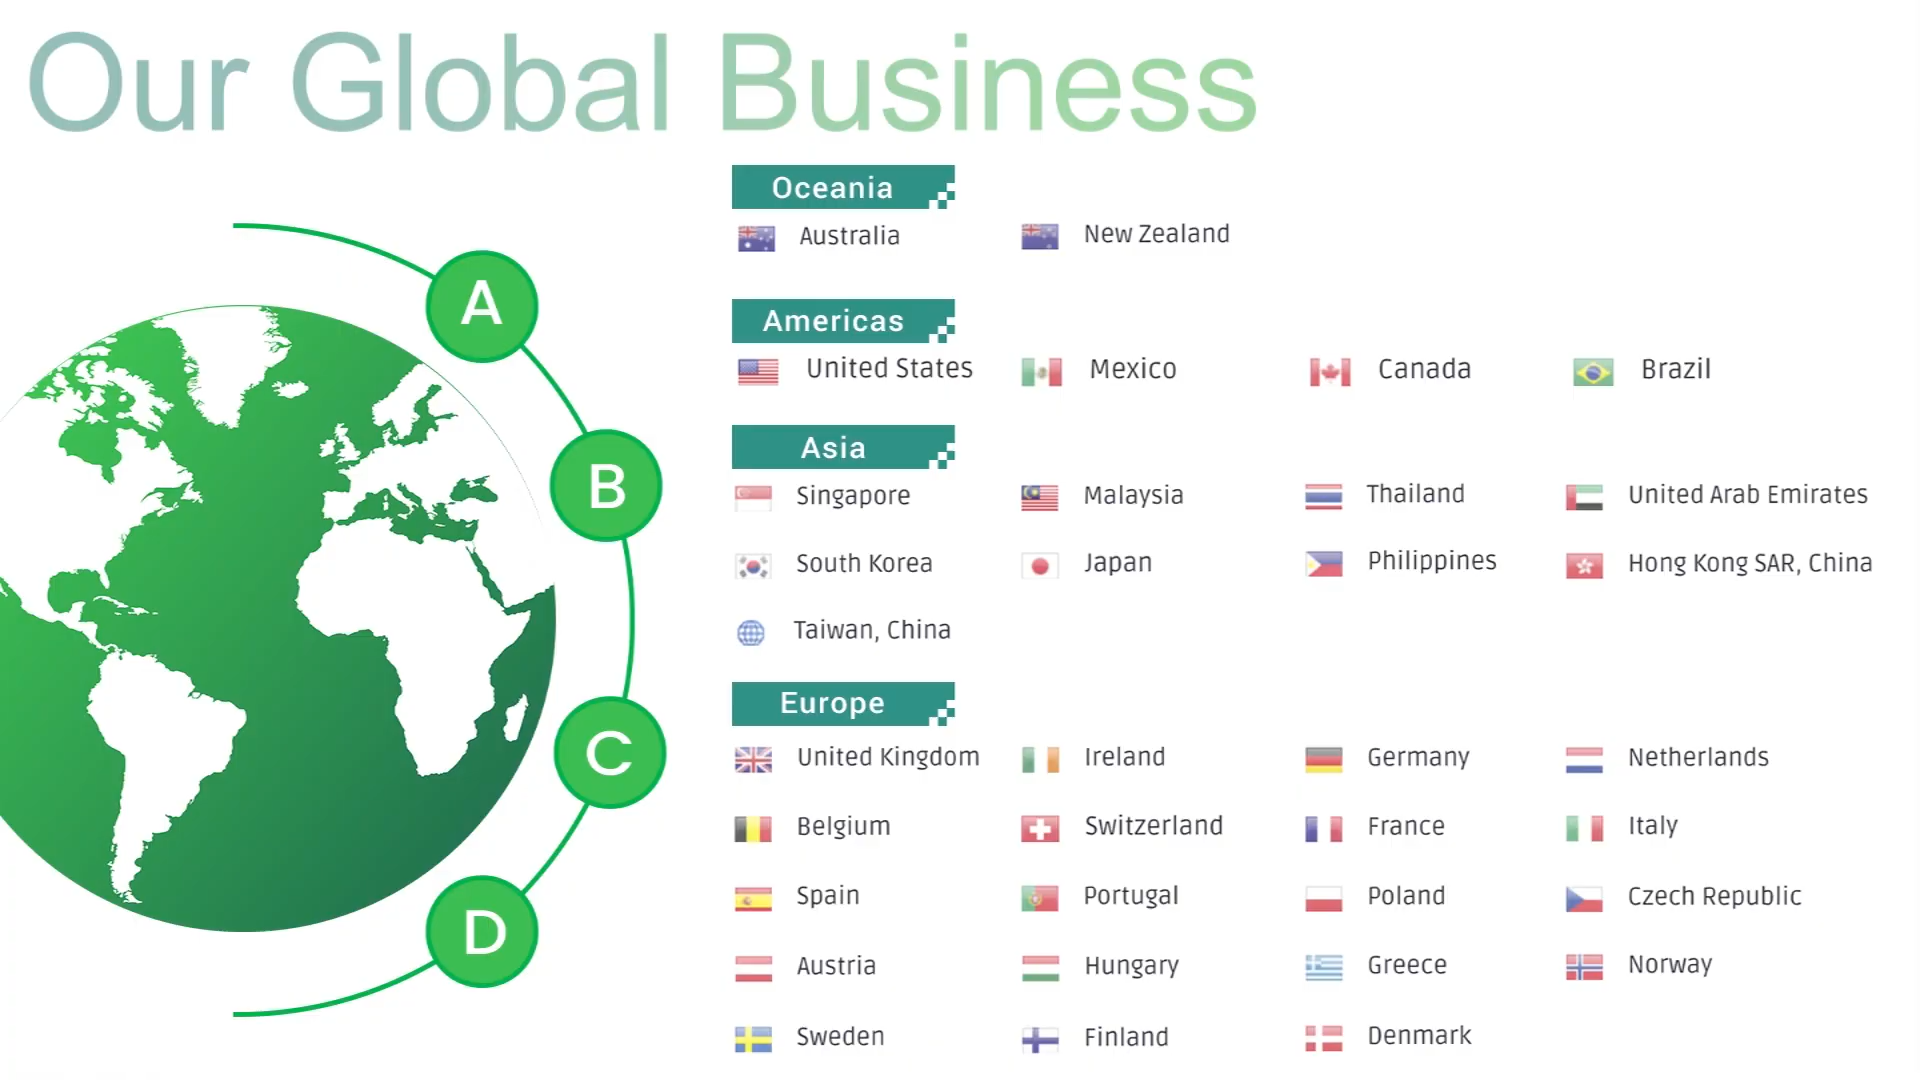 Our Global Business
A
B
C
D
Oceania
Australia New Zealand
Americas
United States Mexico Canada Brazil
Asia
Singapore Malaysia Thailand United Arab Emirates
South Korea Japan Philippines Hong Kong SAR, China
Taiwan, China
Europe
United Kingdom Ireland Germany Netherlands
Belgium Switzerland France Italy
Spain Portugal Poland Czech Republic
Austria Hungary Greece Norway
Sweden Finland Denmark